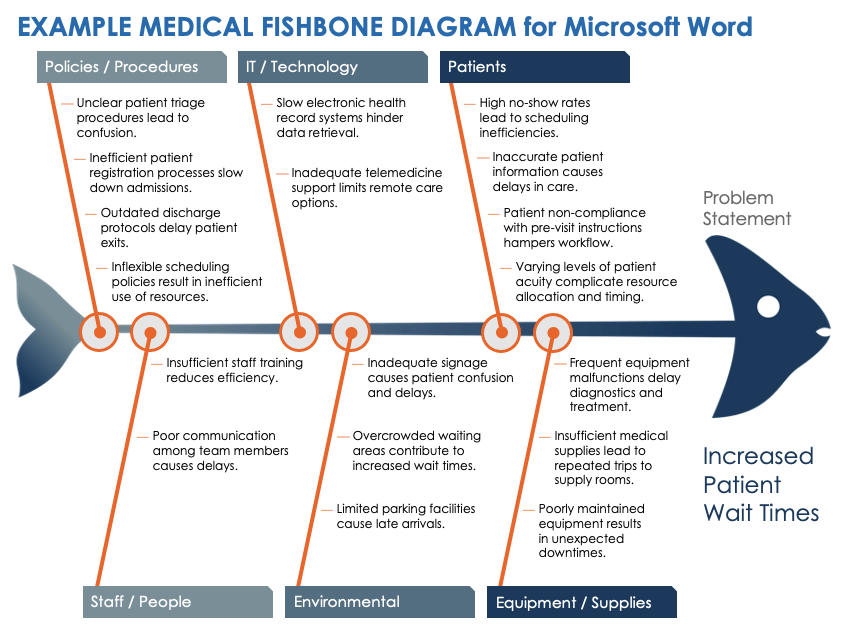 EXAMPLE MEDICAL FISHBONE DIAGRAM for Microsoft Word
Policies / Procedures
Unclear patient triage
procedures lead to
confusion.
Inefficient patient
registration processes slow
down admissions.
Outdated discharge
protocols delay patient
exits.
Inflexible scheduling
policies result in inefficient
use of resources.
IT / Technology
Slow electronic health
record systems hinder
data retrieval.
Inadequate telemedicine
support limits remote care
options.
Patients
High no-show rates
lead to scheduling
inefficiencies.
Inaccurate patient
information causes
delays in care.
Patient non-compliance
with pre-visit instructions
hampers workflow.
Varying levels of patient
acuity complicate resource
allocation and timing.
Problem
Statement
Insufficient staff training
reduces efficiency.
Poor communication
among team members
causes delays.
Staff / People
Inadequate signage
causes patient confusion
and delays.
Overcrowded waiting
areas contribute to
increased wait times.
Limited parking facilities
cause late arrivals.
Environmental
Frequent equipment
malfunctions delay
diagnostics and
treatment.
Insufficient medical
supplies lead to
repeated trips to
supply rooms.
Poorly maintained
equipment results
in unexpected
downtimes.
Equipment / Supplies
Increased
Patient
Wait Times